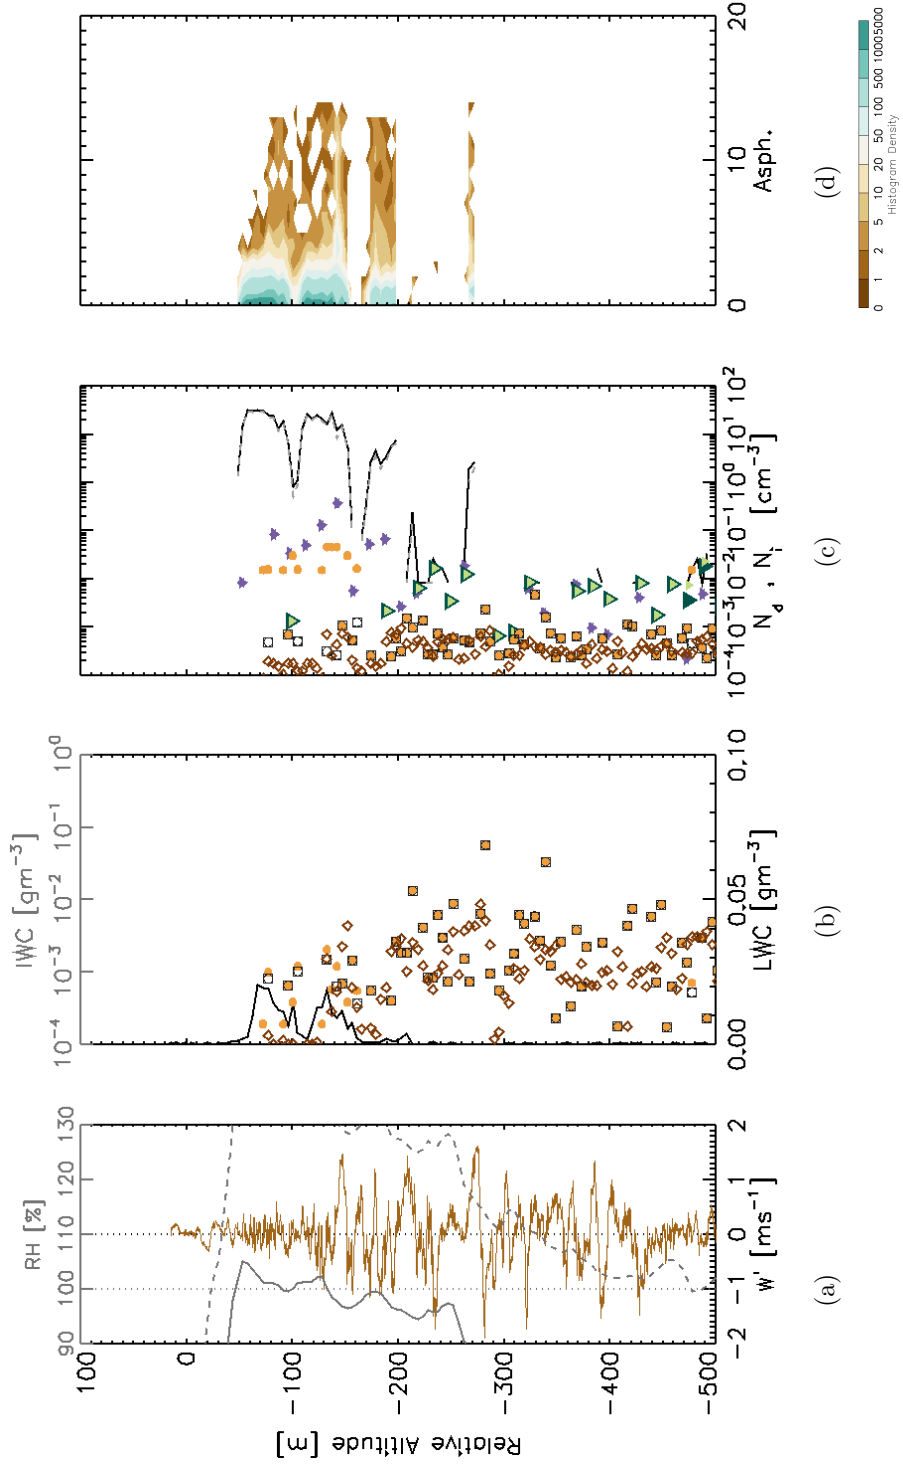 RH [%]
90 100 110 120 130
100
0
−100
−200
−300
−400
−500
Relative Altitude [m]
−2 −1 0 1 2
w' [ms−1]
(a)
IWC [gm−3]
10−4 10−3 10−2 10−1 100
0.00 0.05 0.10
LWC [gm−3]
(b)
10−4 10−3 10−2 10−1 100 101 102
Nd, Ni [cm−3]
(c)
0 10 20
Asph.
(d)
0 1 2 5 10 20 50 100 500 1000 5000
Histogram Density